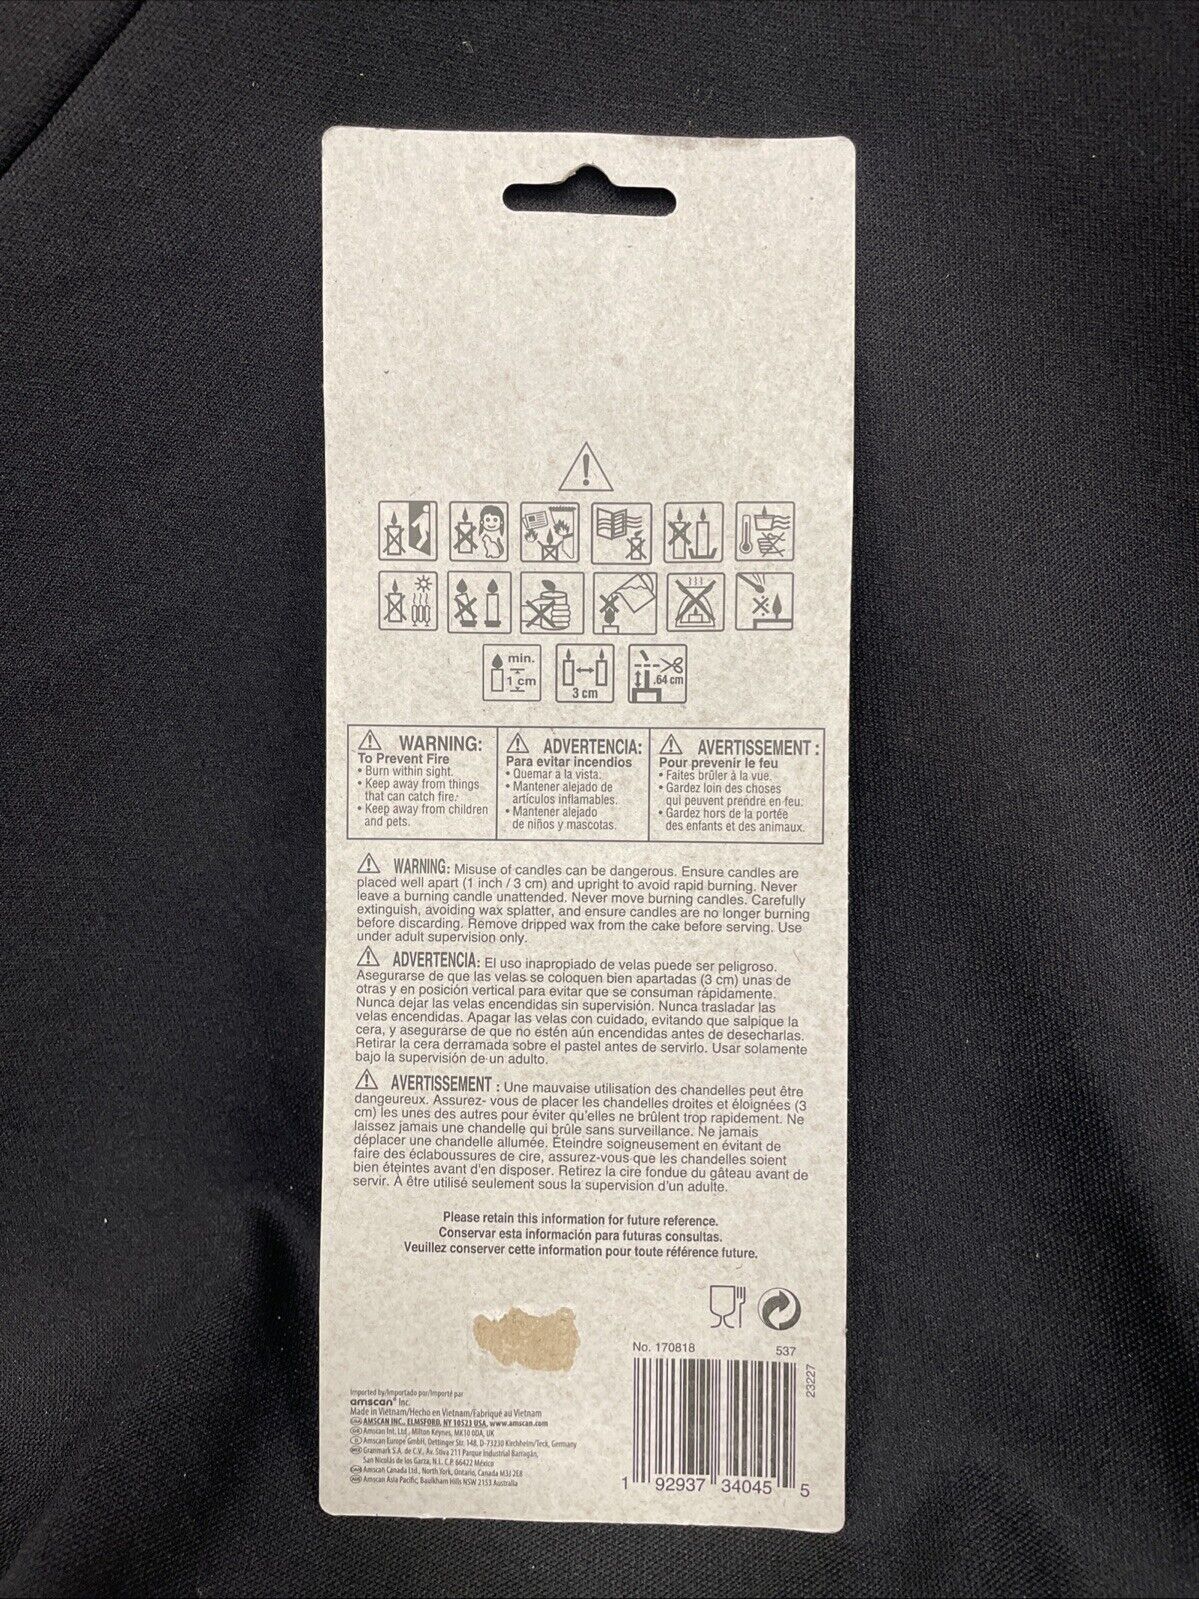 min.
1 cm
3 cm
.64 cm
WARNING:
To Prevent Fire
• Burn within sight.
• Keep away from things
that can catch fire.
• Keep away from children
and pets.
ADVERTENCIA:
Para evitar incendios
• Quemar a la vista.
• Mantener alejado de
artículos inflamables.
• Mantener alejado
de niños y mascotas.
AVERTISSEMENT :
Pour prevenir le feu
• Faites brûler à la vue.
• Gardez loin des choses
qui peuvent prendre en feu.
• Gardez hors de la portée
des enfants et des animaux.
WARNING: Misuse of candles can be dangerous. Ensure candles are
placed well apart (1 inch / 3 cm) and upright to avoid rapid burning. Never
leave a burning candle unattended. Never move burning candles. Carefully
extinguish, avoiding wax splatter, and ensure candles are no longer burning
before discarding. Remove dripped wax from the cake before serving. Use
under adult supervision only.
ADVERTENCIA: El uso inapropiado de velas puede ser peligroso.
Asegurarse de que las velas se coloquen bien apartadas (3 cm) unas de
otras y en posición vertical para evitar que se consuman rápidamente.
Nunca dejar las velas encendidas sin supervisión. Nunca trasladar las
velas encendidas. Apagar las velas con cuidado, evitando que salpique la
cera, y asegurarse de que no estén aún encendidas antes de desecharlas.
Retirar la cera derramada sobre el pastel antes de servirlo. Usar solamente
bajo la supervisión de un adulto.
AVERTISSEMENT : Une mauvaise utilisation des chandelles peut être
dangeureux. Assurez- vous de placer les chandelles droites et éloignées (3
cm) les unes des autres pour éviter qu'elles ne brûlent trop rapidement. Ne
laissez jamais une chandelle qui brûle sans surveillance. Ne jamais
déplacer une chandelle allumée. Éteindre soigneusement en évitant de
faire des éclaboussures de cire, assurez-vous que les chandelles soient
bien éteintes avant d'en disposer. Retirez la cire fondue du gâteau avant de
servir. À être utilisé seulement sous la supervision d'un adulte.
Please retain this information for future reference.
Conservar esta información para futuras consultas.
Veuillez conserver cette information pour toute référence future.
No. 170818
537
23227
1 92937 34045 5
Imported by/Importado por/Importé par
amscan® Inc.
Made in Vietnam/Hecho en Vietnam/Fabriqué au Vietnam
USA AMSCAN INC., ELMSFORD, NY 10523 USA, www.amscan.com
GB Amscan Int. Ltd., Milton Keynes, MK10 0DA, UK
D Amscan Europe GmbH, Oettinger Str. 148, D-73230 Kirchheim/Teck, Germany
MEX Granmark S.A. de C.V., Av. Stiva 211 Parque Industrial Barragán,
San Nicolás de los Garza, N.L. C.P. 66422 México
CAN Amscan Canada Ltd., North York, Ontario, Canada M3J 2E8
AUS Amscan Asia Pacific, Baulkham Hills NSW 2153 Australia